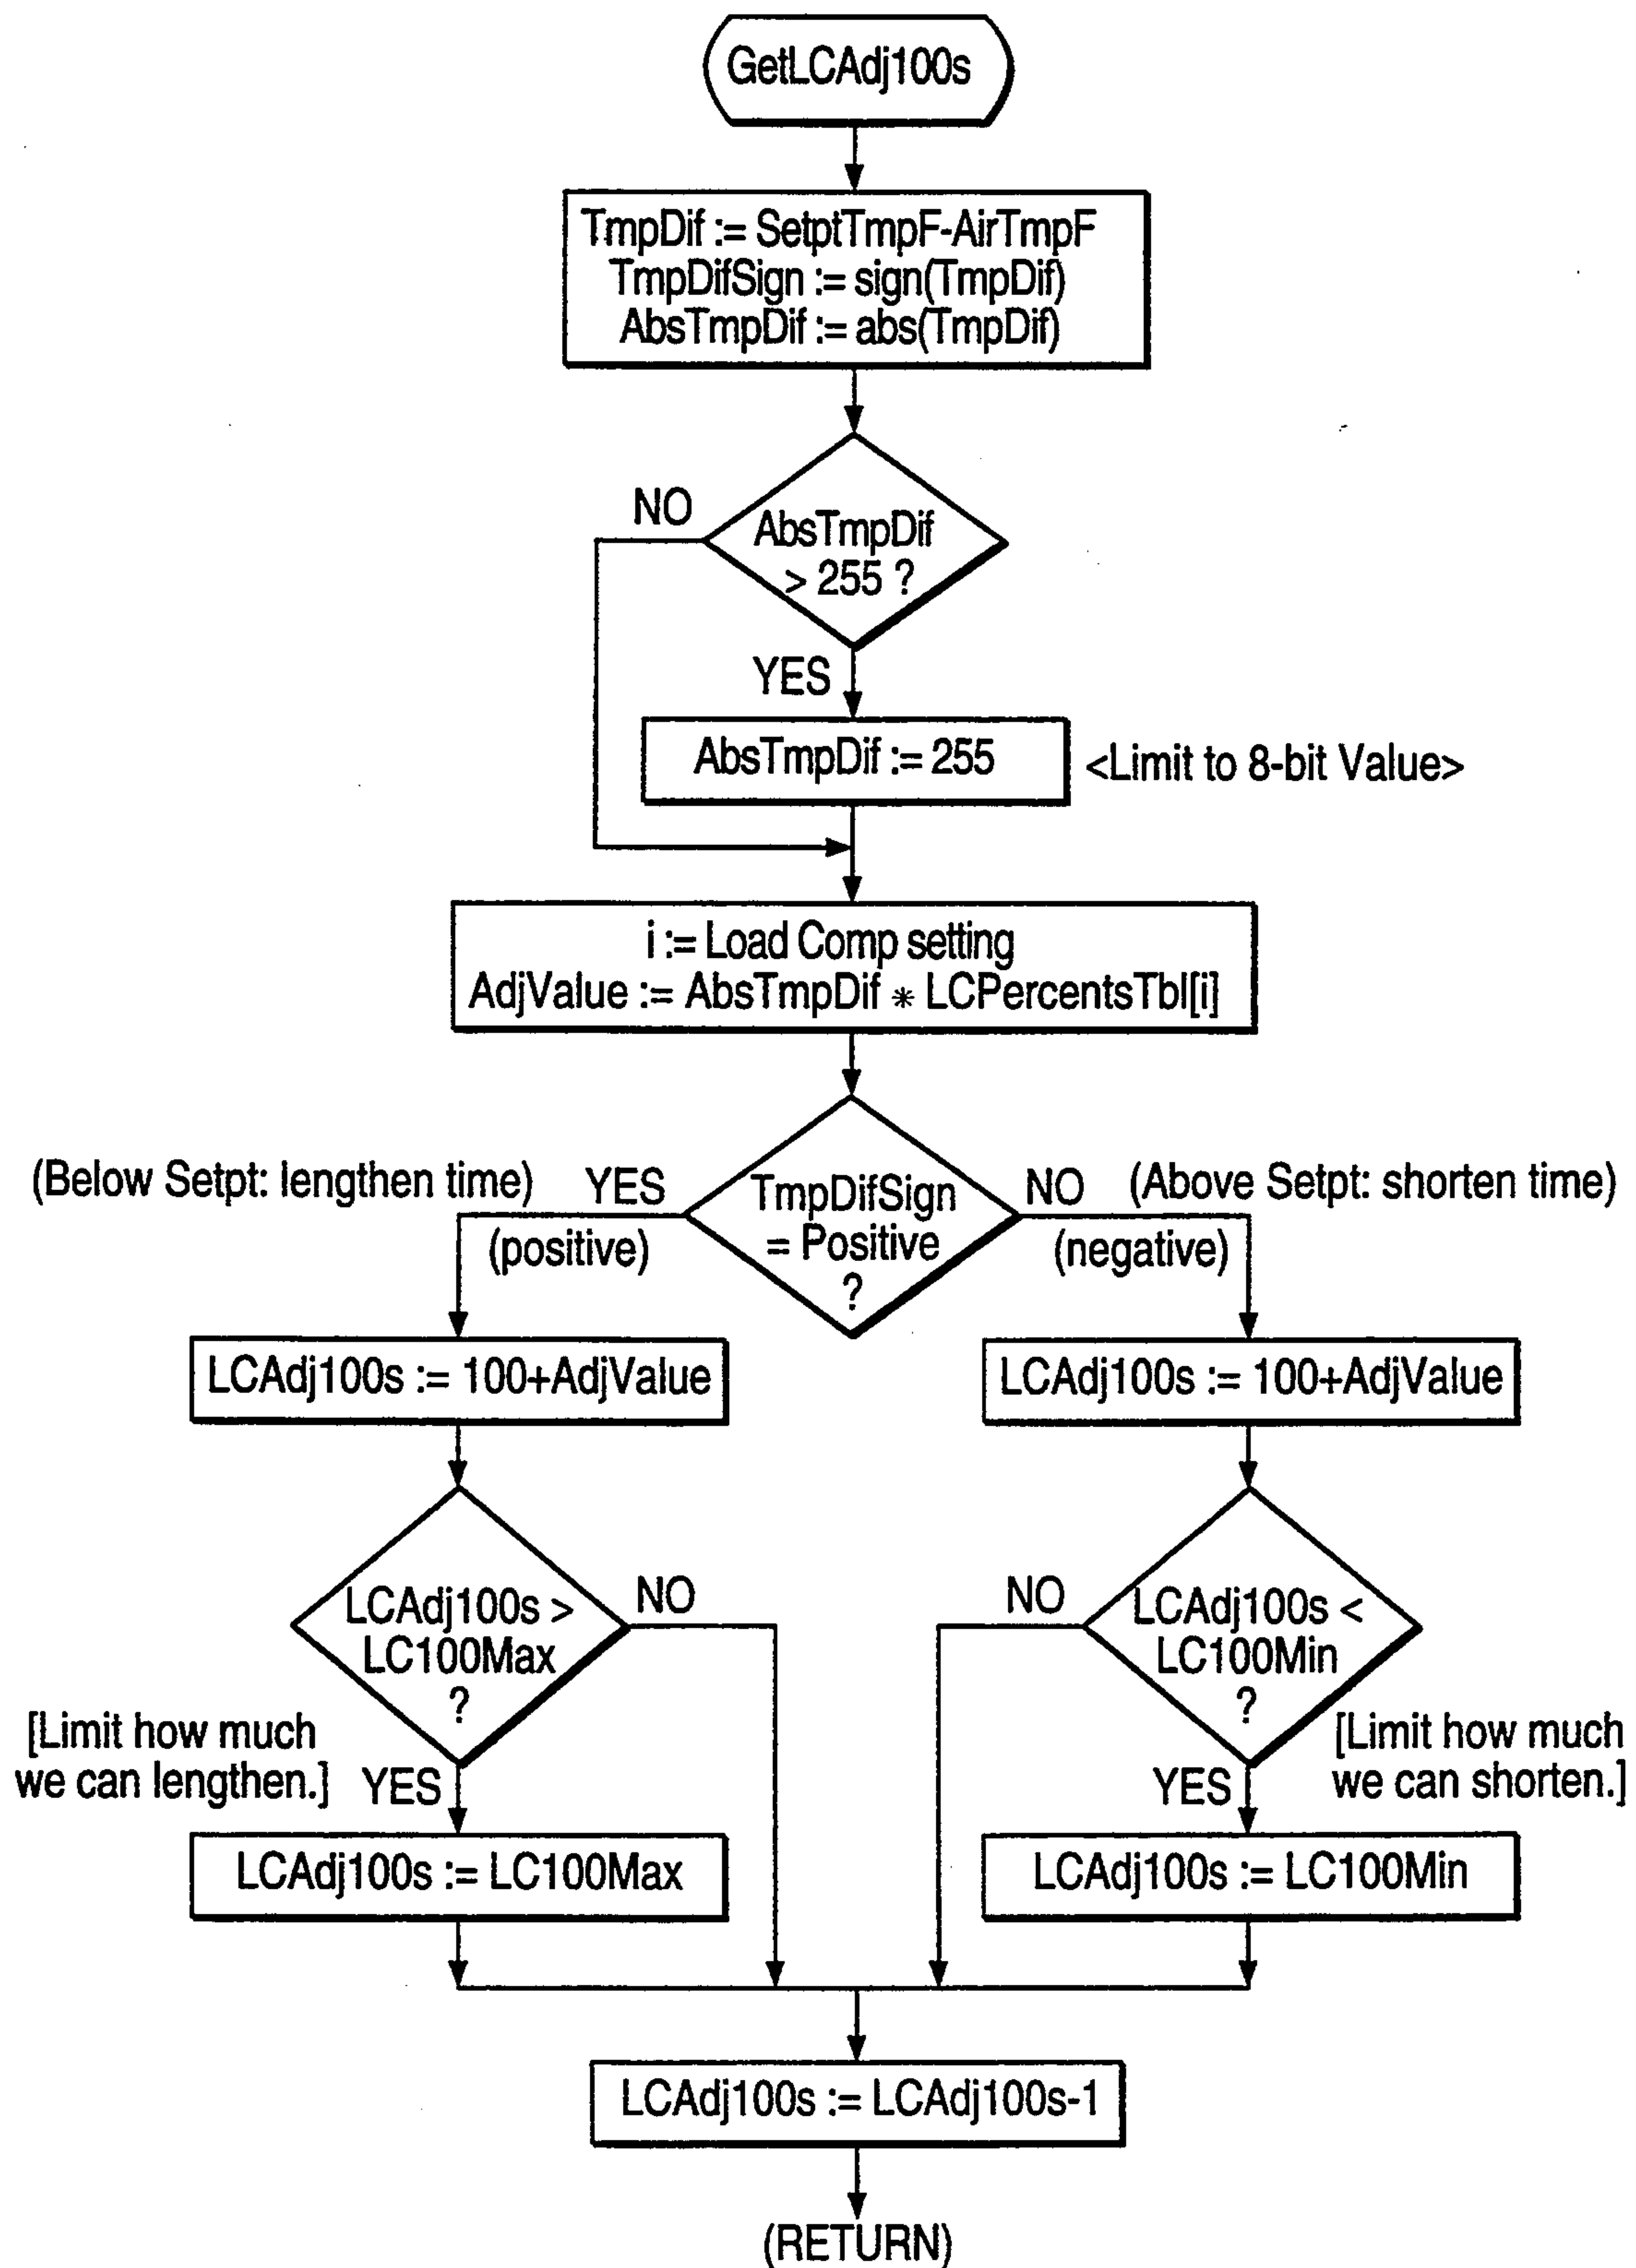 GetLCAdj100s
TmpDif := SetptTmpF-AirTmpF
TmpDifSign := sign(TmpDif)
AbsTmpDif := abs(TmpDif)
NO
AbsTmpDif
> 255 ?
YES
AbsTmpDif := 255
<Limit to 8-bit Value>
i := Load Comp setting
AdjValue := AbsTmpDif * LCPercentsTbl[i]
(Below Setpt: lengthen time)
YES
(positive)
TmpDifSign
= Positive
?
NO
(Above Setpt: shorten time)
(negative)
LCAdj100s := 100+AdjValue
LCAdj100s := 100+AdjValue
LCAdj100s >
LC100Max
?
NO
NO
LCAdj100s <
LC100Min
?
[Limit how much
we can lengthen.]
YES
YES
[Limit how much
we can shorten.]
LCAdj100s := LC100Max
LCAdj100s := LC100Min
LCAdj100s := LCAdj100s-1
(RETURN)